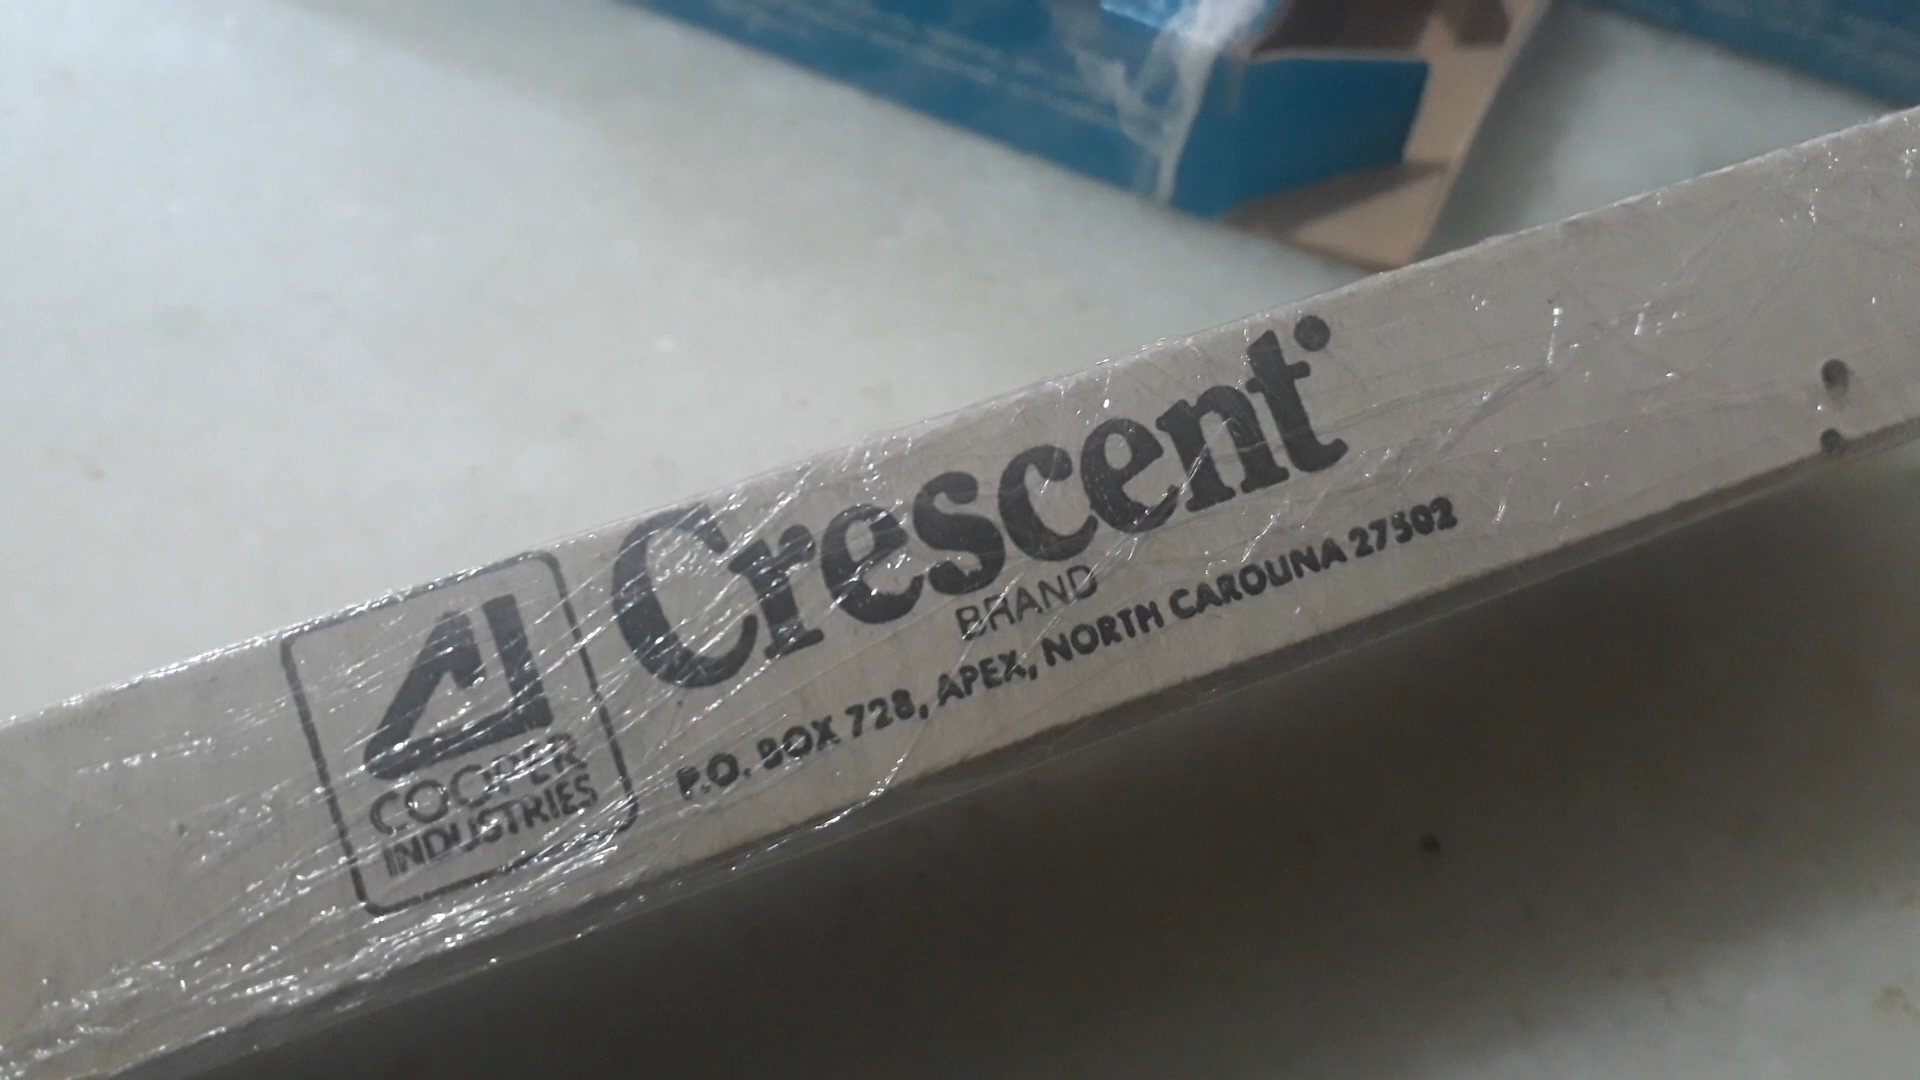 Crescent
BRAND
P.O. BOX 728, APEX, NORTH CAROLINA 27502
COOPER
INDUSTRIES